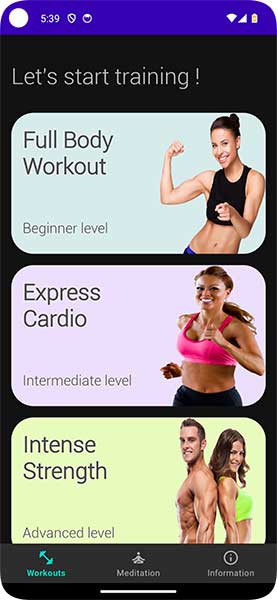 5:39
Let's start training !
Full Body
Workout
Beginner level
Express
Cardio
Intermediate level
Intense
Strength
Advanced level
Workouts
Meditation
Information